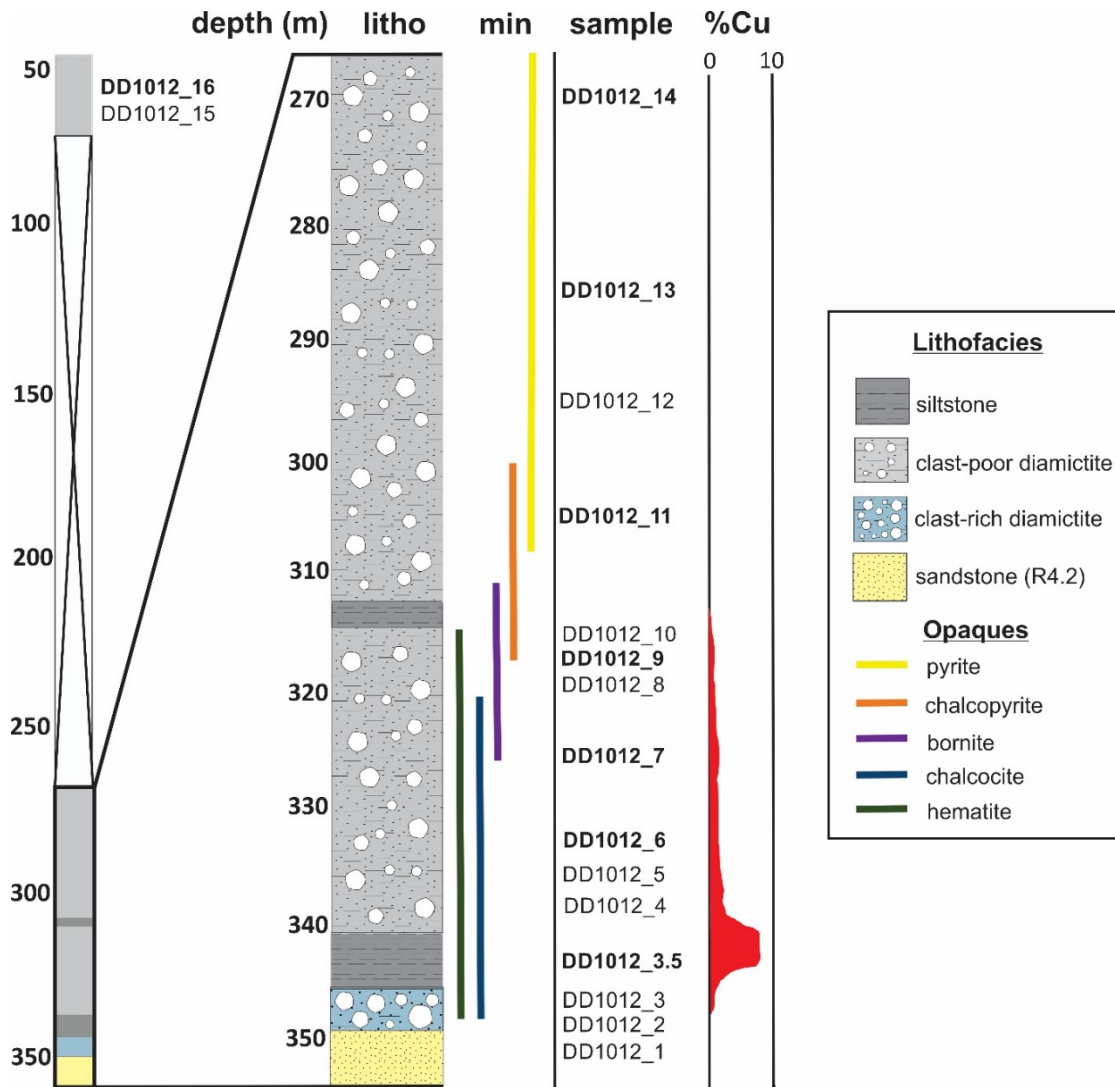 depth (m) litho min sample %Cu
0 10
50
100
150
200
250
300
350
DD1012_16
DD1012_15
270
280
290
300
310
320
330
340
350
DD1012_14
DD1012_13
DD1012_12
DD1012_11
DD1012_10
DD1012_9
DD1012_8
DD1012_7
DD1012_6
DD1012_5
DD1012_4
DD1012_3.5
DD1012_3
DD1012_2
DD1012_1
Lithofacies
siltstone
clast-poor diamictite
clast-rich diamictite
sandstone (R4.2)
Opaques
pyrite
chalcopyrite
bornite
chalcocite
hematite